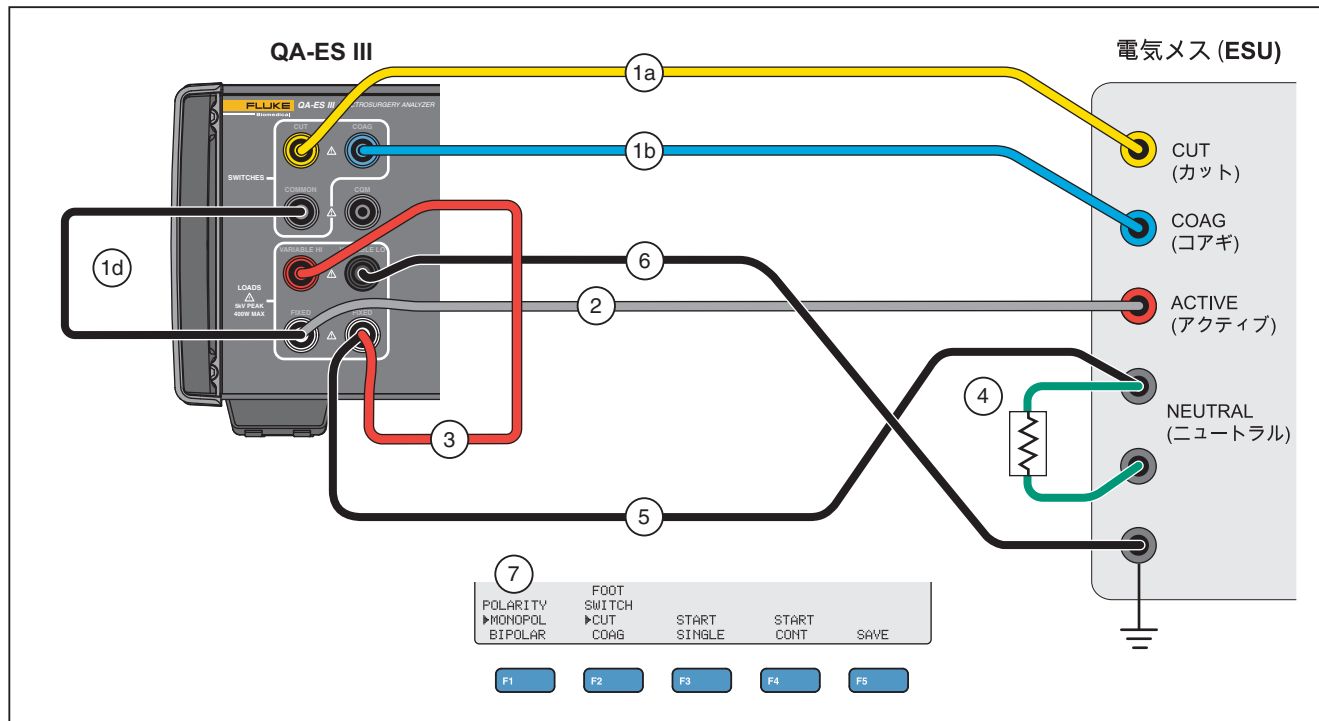 QA-ES III
電気メス (ESU)
1a
FLUKE
Biomedical
QA-ES III
CUT
COAG
1b
CUT
(カット)
SWITCHES
COMMON
CQM
COAG
(コアギ)
1d
VARIABLE HI
LO
6
LOADS
5kV PEAK
400W MAX
FIXED
FIXED
2
ACTIVE
(アクティブ)
4
NEUTRAL
(ニュートラル)
3
5
7
POLARITY
▶MONOPOL
BIPOLAR
FOOT
SWITCH
▶CUT
COAG
START
SINGLE
START
CONT
SAVE
F1
F2
F3
F4
F5